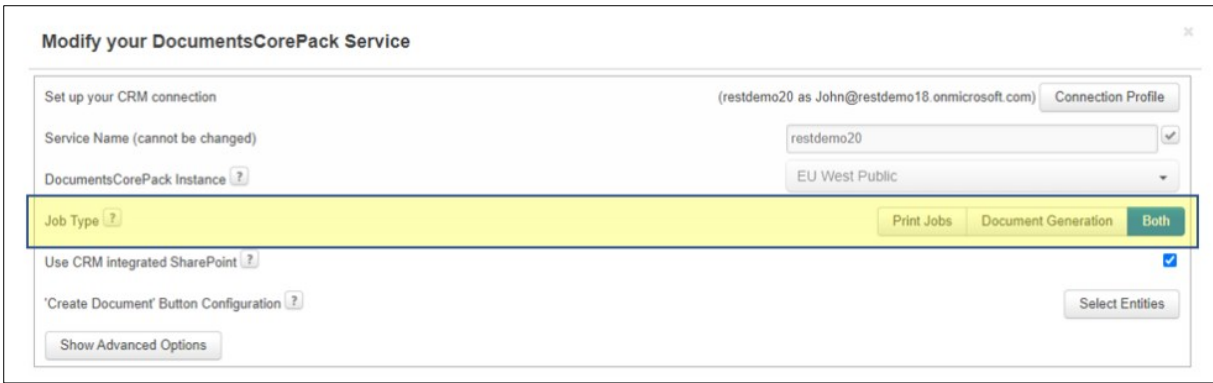 Modify your DocumentsCorePack Service
×
Set up your CRM connection (restdemo20 as John@restdemo18.onmicrosoft.com) Connection Profile
Service Name (cannot be changed) restdemo20
DocumentsCorePack Instance ? EU West Public
Job Type ? Print Jobs Document Generation Both
Use CRM integrated SharePoint ?
'Create Document' Button Configuration ? Select Entities
Show Advanced Options